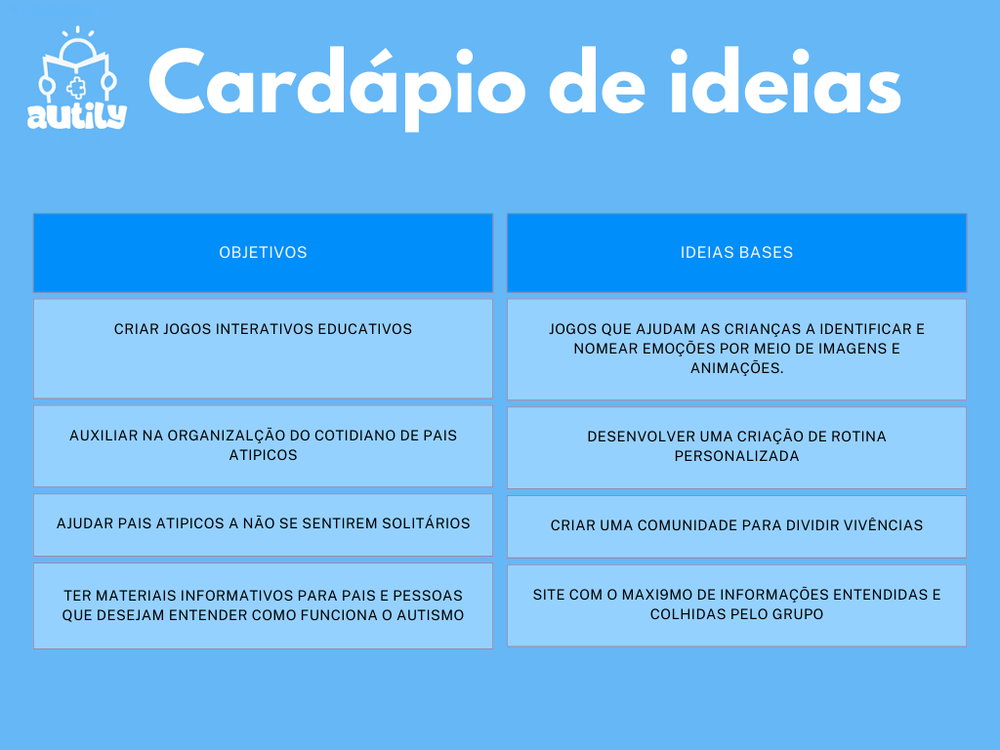 autily
Cardápio de ideias
OBJETIVOS
IDEIAS BASES
CRIAR JOGOS INTERATIVOS EDUCATIVOS
JOGOS QUE AJUDAM AS CRIANÇAS A IDENTIFICAR E
NOMEAR EMOÇÕES POR MEIO DE IMAGENS E
ANIMAÇÕES.
AUXILIAR NA ORGANIZALÇÃO DO COTIDIANO DE PAIS
ATIPICOS
DESENVOLVER UMA CRIAÇÃO DE ROTINA
PERSONALIZADA
AJUDAR PAIS ATIPICOS A NÃO SE SENTIREM SOLITÁRIOS
CRIAR UMA COMUNIDADE PARA DIVIDIR VIVÊNCIAS
TER MATERIAIS INFORMATIVOS PARA PAIS E PESSOAS
QUE DESEJAM ENTENDER COMO FUNCIONA O AUTISMO
SITE COM O MAXI9MO DE INFORMAÇÕES ENTENDIDAS E
COLHIDAS PELO GRUPO